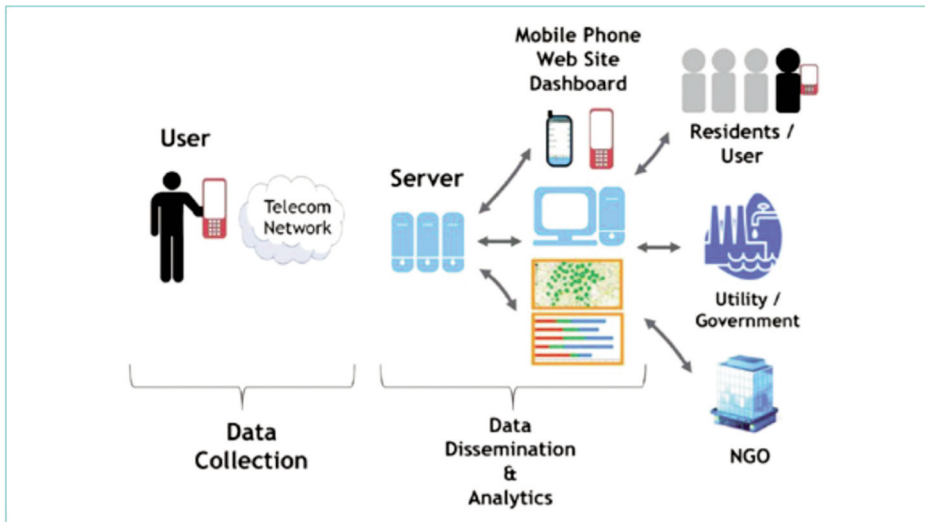 User
Telecom
Network
Data
Collection
Server
Mobile Phone
Web Site
Dashboard
Data
Dissemination
&
Analytics
Residents /
User
Utility /
Government
NGO